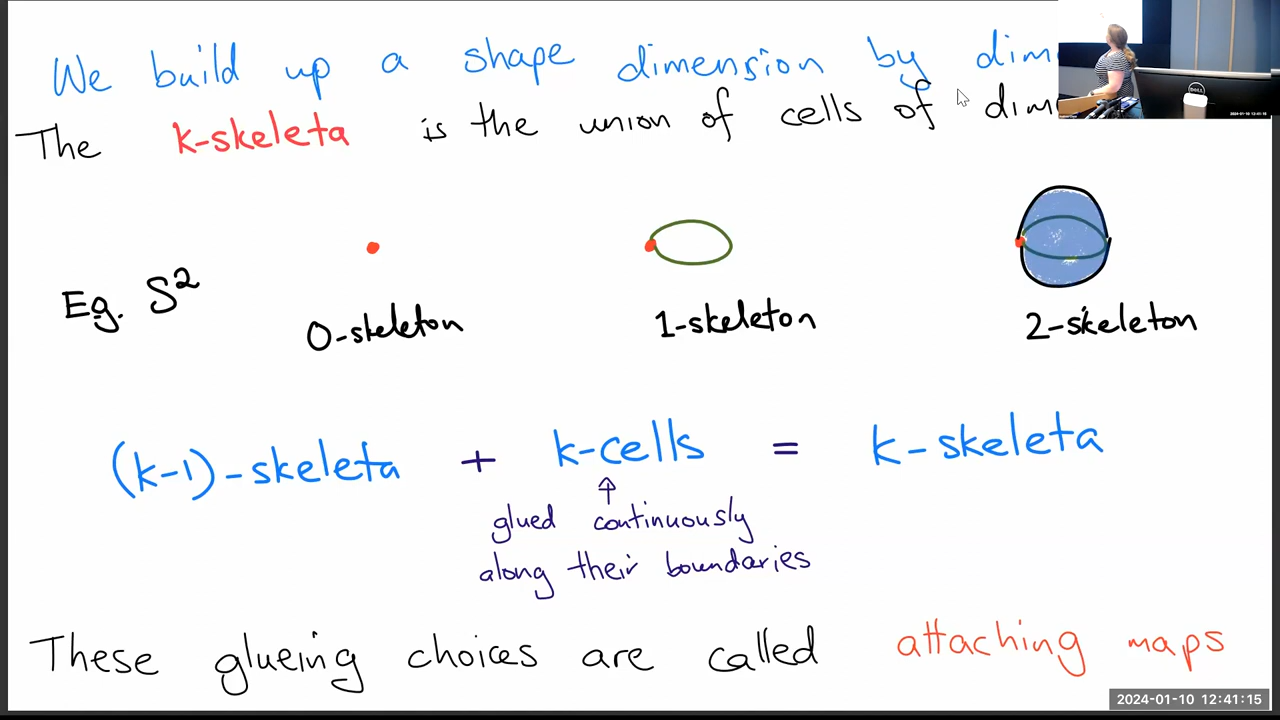 We build up a shape dimension by
The k-skeleta is the union of cells of
Eg. S²
0-skeleton
1-skeleton
2-skeleton
(k-1)-skeleta + k-cells = k-skeleta
glued continuously
along their boundaries
These glueing choices are called attaching maps
DELL
2024-01-10 12:41:15